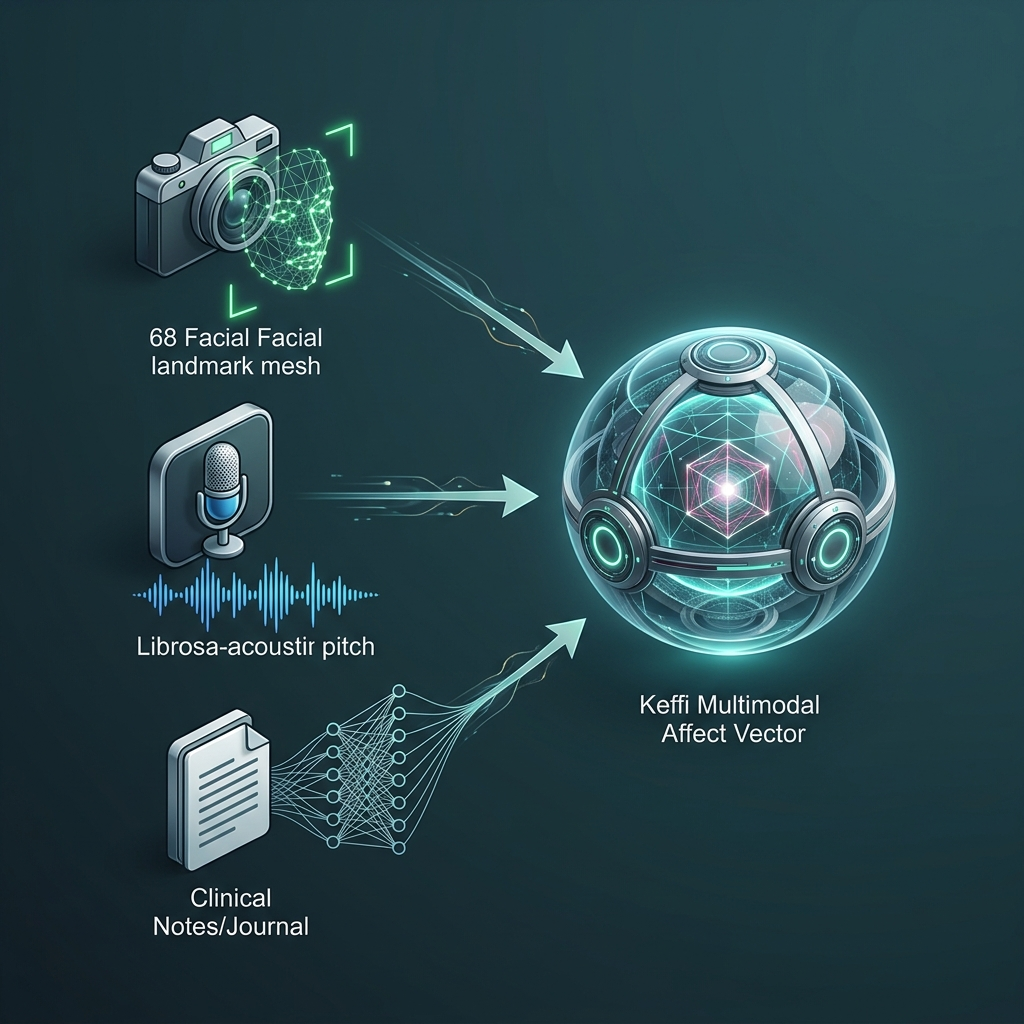 68 Facial Facial
landmark mesh
Librosa-acoustir pitch
Clinical
Notes/Journal
Keffi Multimodal
Affect Vector